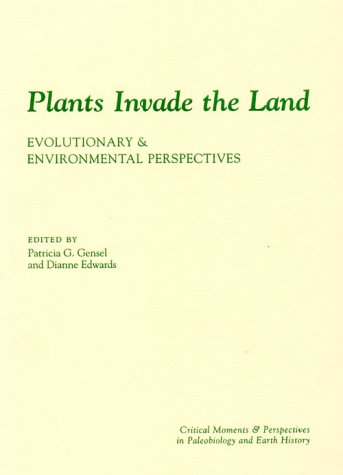 Plants Invade the Land
EVOLUTIONARY &
ENVIRONMENTAL PERSPECTIVES
EDITED BY
Patricia G. Gensel
and Dianne Edwards
Critical Moments & Perspectives
in Paleobiology and Earth History